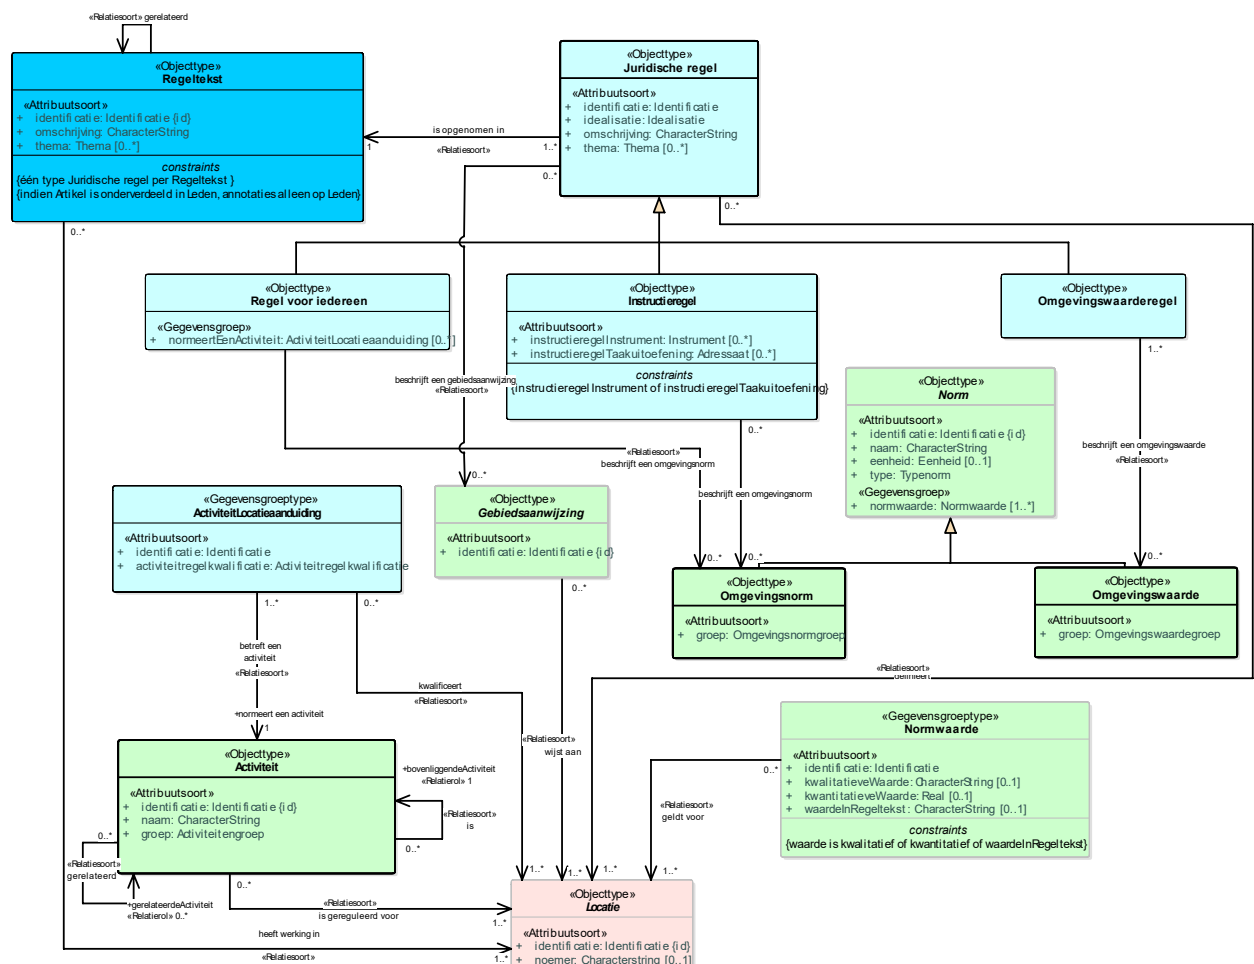 «Relatiesoort» gerelateerd
«Objecttype»
Regeltekst
«Attribuutsoort»
+ identificatie: Identificatie {id}
+ omschrijving: CharacterString
+ thema: Thema [0..*]
constraints
{één type Juridische regel per Regeltekst }
{indien Artikel is onderverdeeld in Leden, annotaties alleen op Leden}
0..*
1
is opgenomen in
«Relatiesoort»
1..*
0..*
«Objecttype»
Juridische regel
«Attribuutsoort»
+ identificatie: Identificatie
+ idealisatie: Idealisatie
+ omschrijving: CharacterString
+ thema: Thema [0..*]
0..*
«Objecttype»
Regel voor iedereen
«Gegevensgroep»
+ normeertEenActiviteit: ActiviteitLocatieaanduiding [0..*]
«Objecttype»
Instructieregel
«Attribuutsoort»
+ instructieregelInstrument: Instrument [0..*]
+ instructieregelTaakuitoefening: Adressaat [0..*]
constraints
{instructieregelInstrument of instructieregelTaakuitoefening}
0..*
«Objecttype»
Omgevingswaarderegel
1..*
beschrijft een gebiedsaanwijzing
«Relatiesoort»
0..*
«Objecttype»
Norm
«Attribuutsoort»
+ identificatie: Identificatie {id}
+ naam: CharacterString
+ eenheid: Eenheid [0..1]
+ type: Typenorm
«Gegevensgroep»
+ normwaarde: Normwaarde [1..*]
beschrijft een omgevingswaarde
«Relatiesoort»
0..*
«Relatiesoort»
beschrijft een omgevingsnorm
beschrijft een omgevingsnorm
0..*
0..*
«Gegevensgroeptype»
ActiviteitLocatieaanduiding
«Attribuutsoort»
+ identificatie: Identificatie
+ activiteitregelkwalificatie: Activiteitregelkwalificatie
1..*
0..*
«Objecttype»
Gebiedsaanwijzing
«Attribuutsoort»
+ identificatie: Identificatie {id}
0..*
«Objecttype»
Omgevingsnorm
«Attribuutsoort»
+ groep: Omgevingsnormgroep
«Objecttype»
Omgevingswaarde
«Attribuutsoort»
+ groep: Omgevingswaardegroep
betreft een
activiteit
«Relatiesoort»
+normeert een activiteit
1
kwalificeert
«Relatiesoort»
«Relatiesoort»
definieert
«Relatiesoort»
wijst aan
«Gegevensgroeptype»
Normwaarde
«Attribuutsoort»
+ identificatie: Identificatie
+ kwalitatieveWaarde: CharacterString [0..1]
+ kwantitatieveWaarde: Real [0..1]
+ waardeInRegeltekst : CharacterString [0..1]
constraints
{waarde is kwalitatief of kwantitatief of waardeInRegeltekst}
0..*
«Relatiesoort»
geldt voor
«Objecttype»
Activiteit
«Attribuutsoort»
+ identificatie: Identificatie {id}
+ naam: CharacterString
+ groep: Activiteitengroep
+bovenliggendeActiviteit
«Relatierol» 1
«Relatiesoort»
is
0..*
0..*
«Relatiesoort»
gerelateerd
+gerelateerdeActiviteit
«Relatierol» 0..*
0..*
«Relatiesoort»
is gereguleerd voor
1..*
1..*
1..*
1..*
1..*
heeft werking in
«Relatiesoort»
1..*
«Objecttype»
Locatie
«Attribuutsoort»
+ identificatie: Identificatie {id}
+ noemer: Characterstring [0..1]